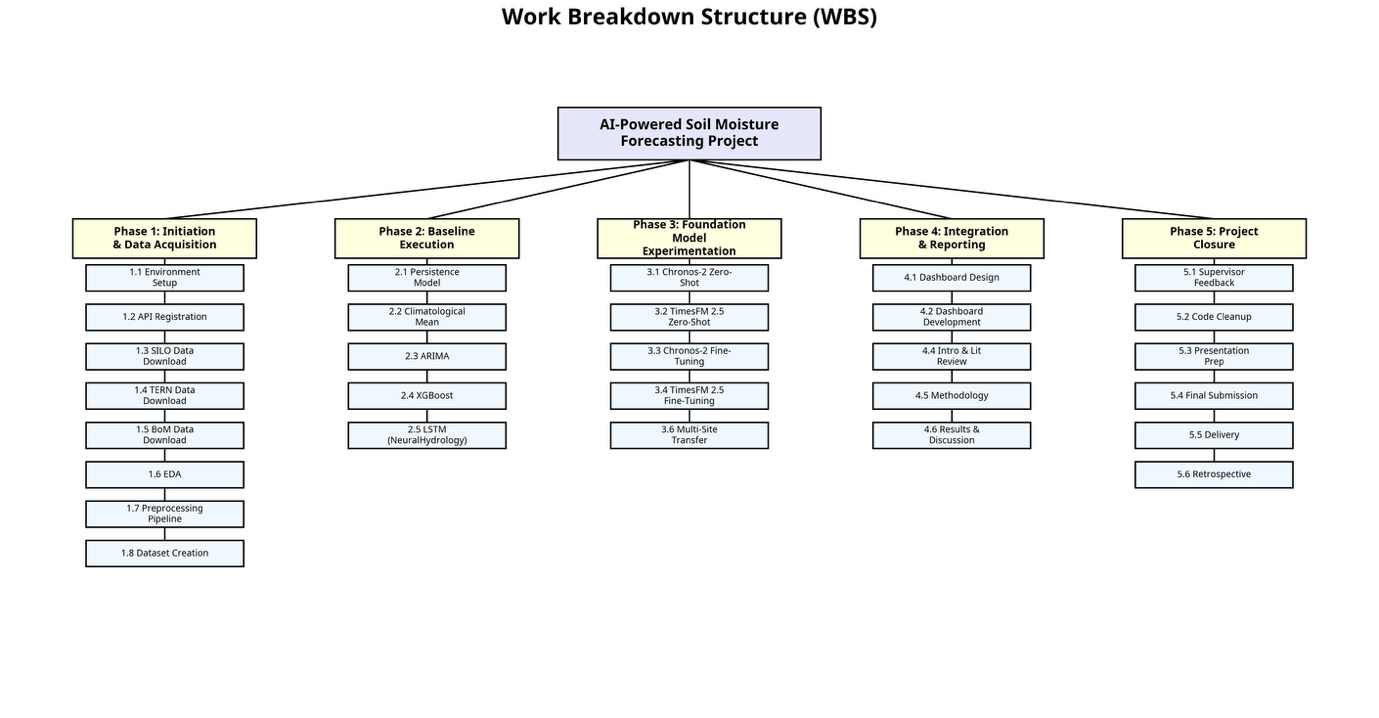 Work Breakdown Structure (WBS)
AI-Powered Soil Moisture
Forecasting Project
Phase 1: Initiation
& Data Acquisition
1.1 Environment
Setup
1.2 API Registration
1.3 SILO Data
Download
1.4 TERN Data
Download
1.5 BoM Data
Download
1.6 EDA
1.7 Preprocessing
Pipeline
1.8 Dataset Creation
Phase 2: Baseline
Execution
2.1 Persistence
Model
2.2 Climatological
Mean
2.3 ARIMA
2.4 XGBoost
2.5 LSTM
(NeuralHydrology)
Phase 3: Foundation
Model
Experimentation
3.1 Chronos-2 Zero-
Shot
3.2 TimesFM 2.5
Zero-Shot
3.3 Chronos-2 Fine-
Tuning
3.4 TimesFM 2.5
Fine-Tuning
3.6 Multi-Site
Transfer
Phase 4: Integration
& Reporting
4.1 Dashboard Design
4.2 Dashboard
Development
4.4 Intro & Lit
Review
4.5 Methodology
4.6 Results &
Discussion
Phase 5: Project
Closure
5.1 Supervisor
Feedback
5.2 Code Cleanup
5.3 Presentation
Prep
5.4 Final Submission
5.5 Delivery
5.6 Retrospective